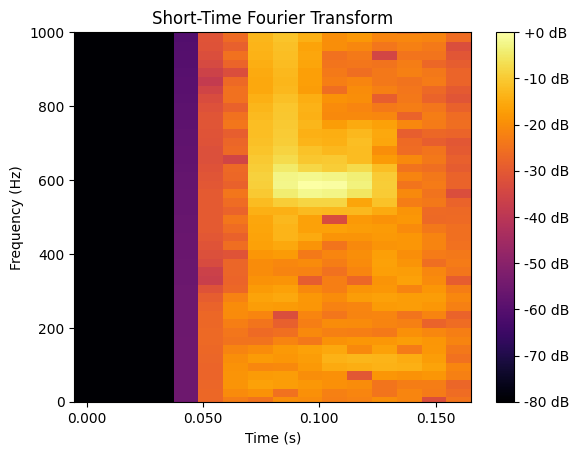 Short-Time Fourier Transform
1000
800
600
400
200
0
Frequency (Hz)
0.000
0.050
0.100
0.150
Time (s)
+0 dB
-10 dB
-20 dB
-30 dB
-40 dB
-50 dB
-60 dB
-70 dB
-80 dB